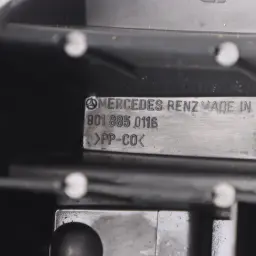 MERCEDES BENZ MADE IN
901 885 0116
>PP-CO<